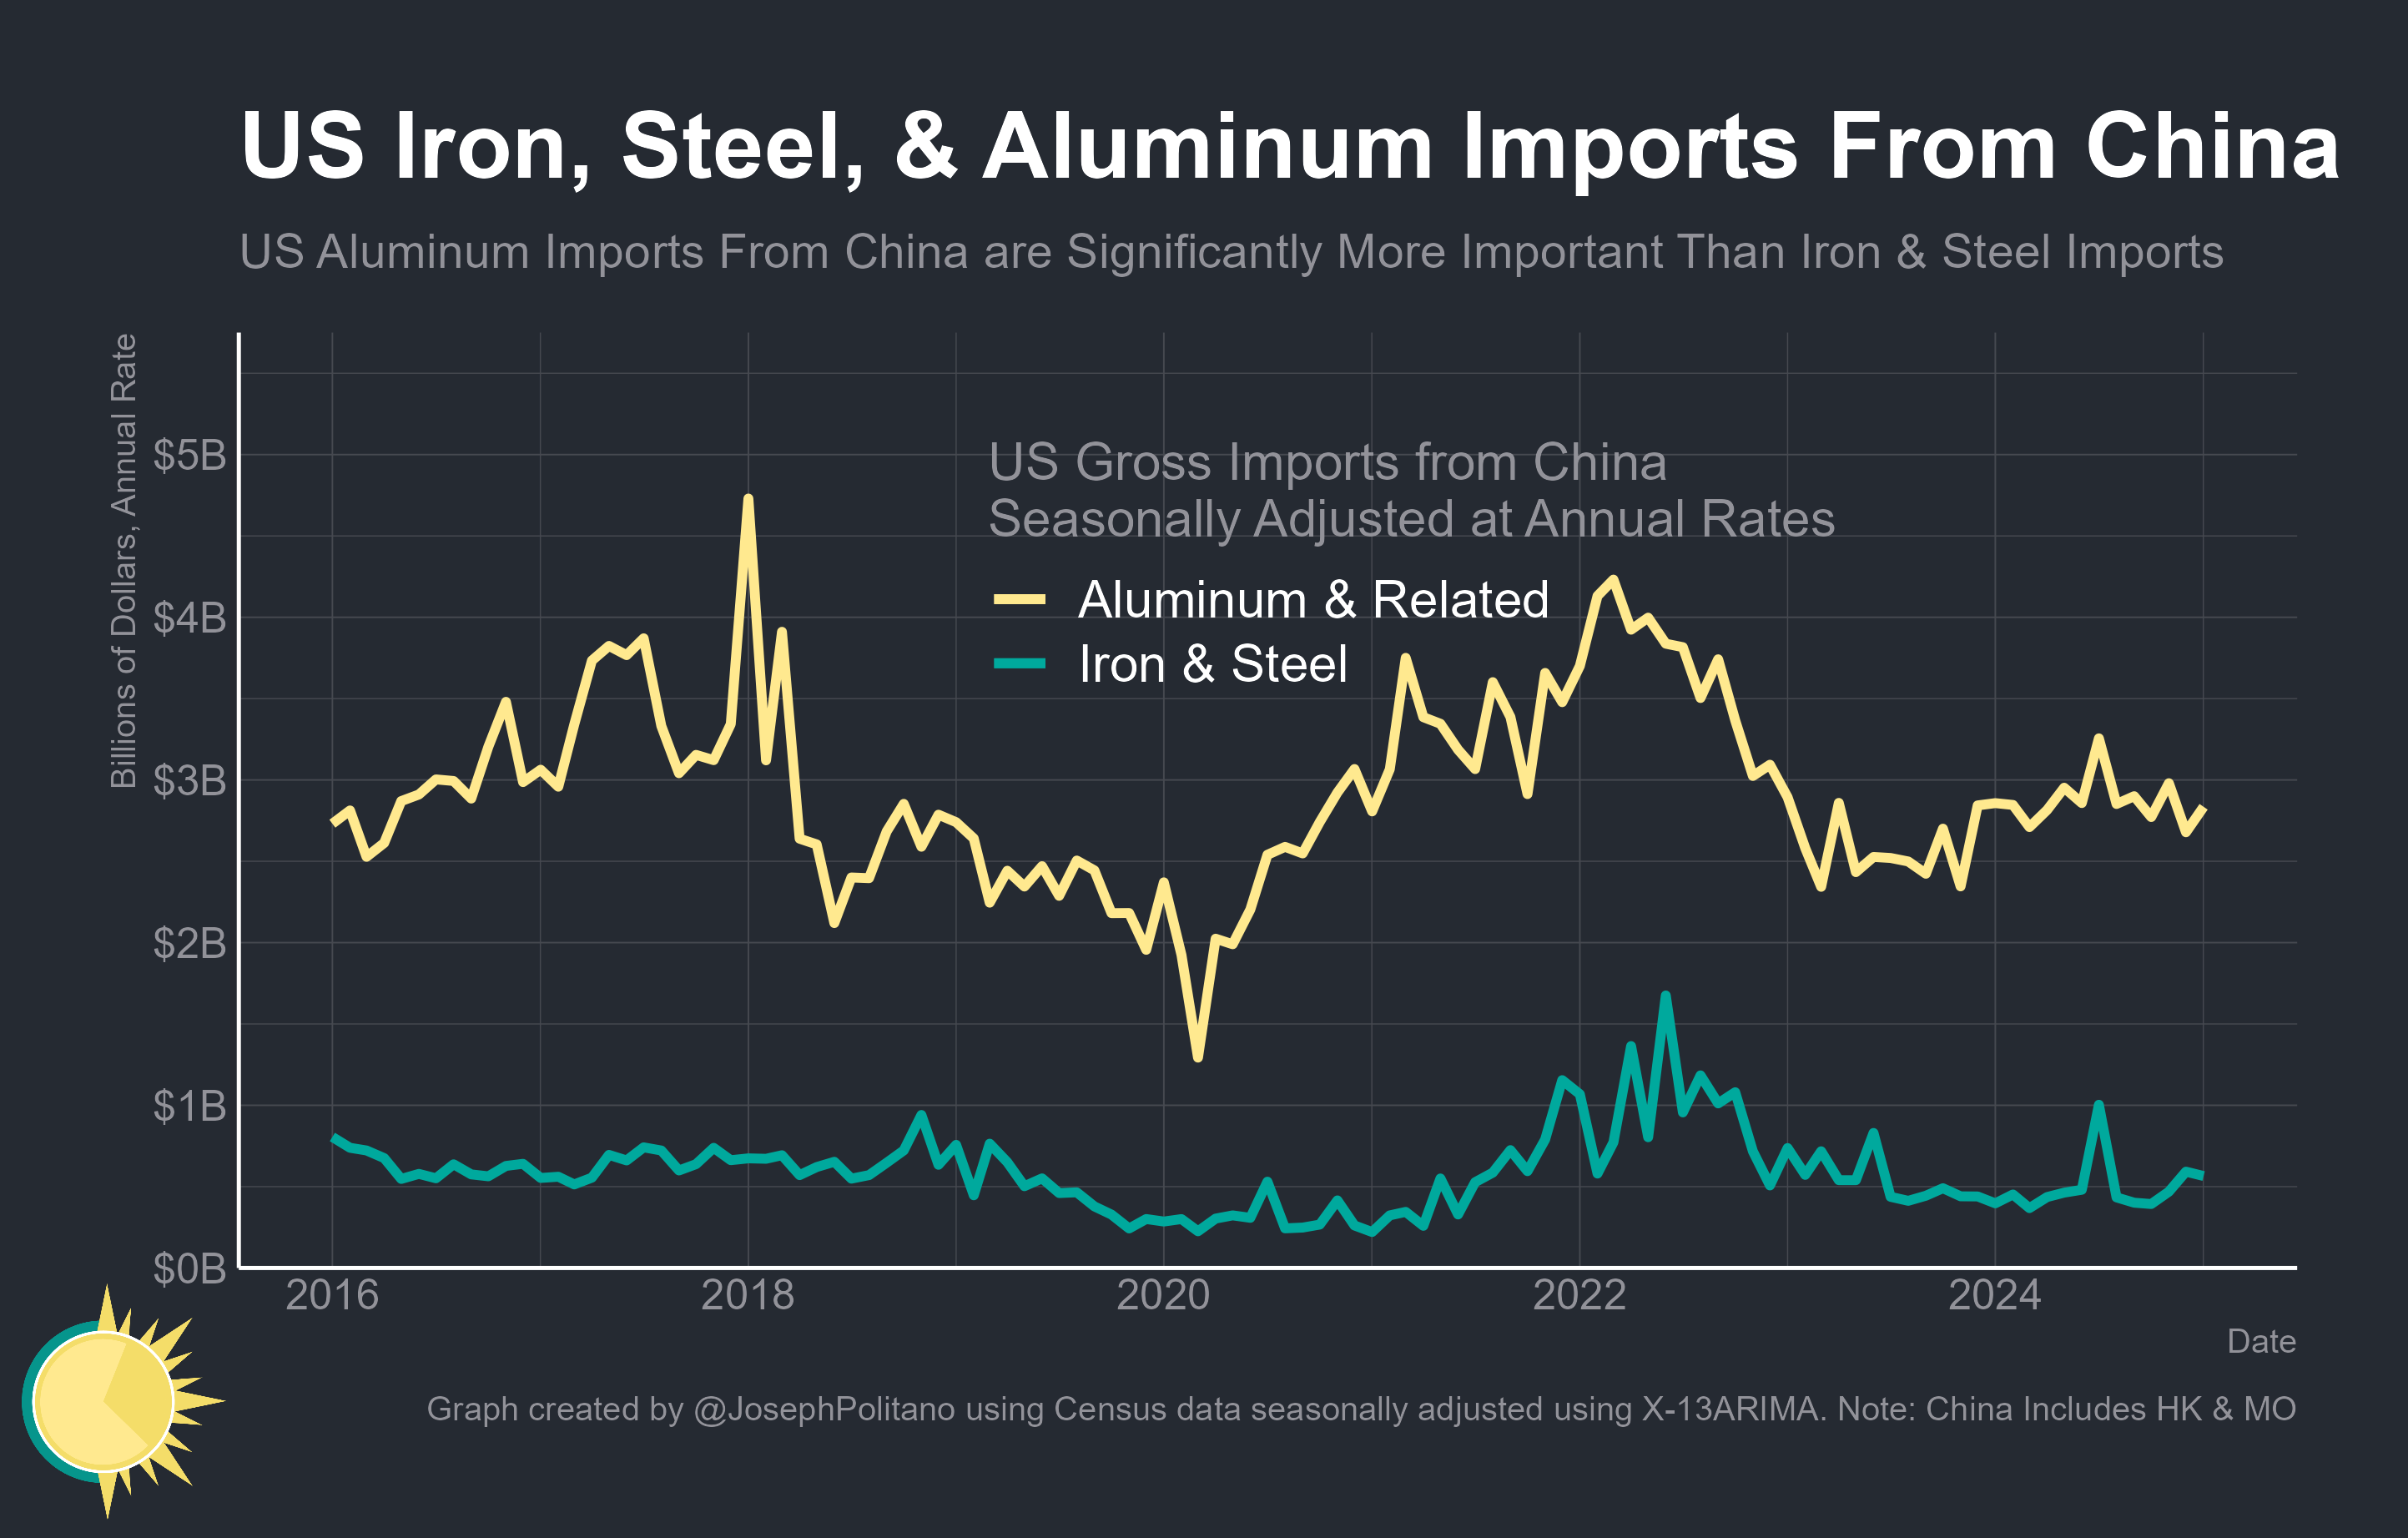 US Iron, Steel, & Aluminum Imports From China
US Aluminum Imports From China are Significantly More Important Than Iron & Steel Imports
Billions of Dollars, Annual Rate
$5B
$4B
$3B
$2B
$1B
$0B
US Gross Imports from China
Seasonally Adjusted at Annual Rates
Aluminum & Related
Iron & Steel
2016 2018 2020 2022 2024
Date
Graph created by @JosephPolitano using Census data seasonally adjusted using X-13ARIMA. Note: China Includes HK & MO